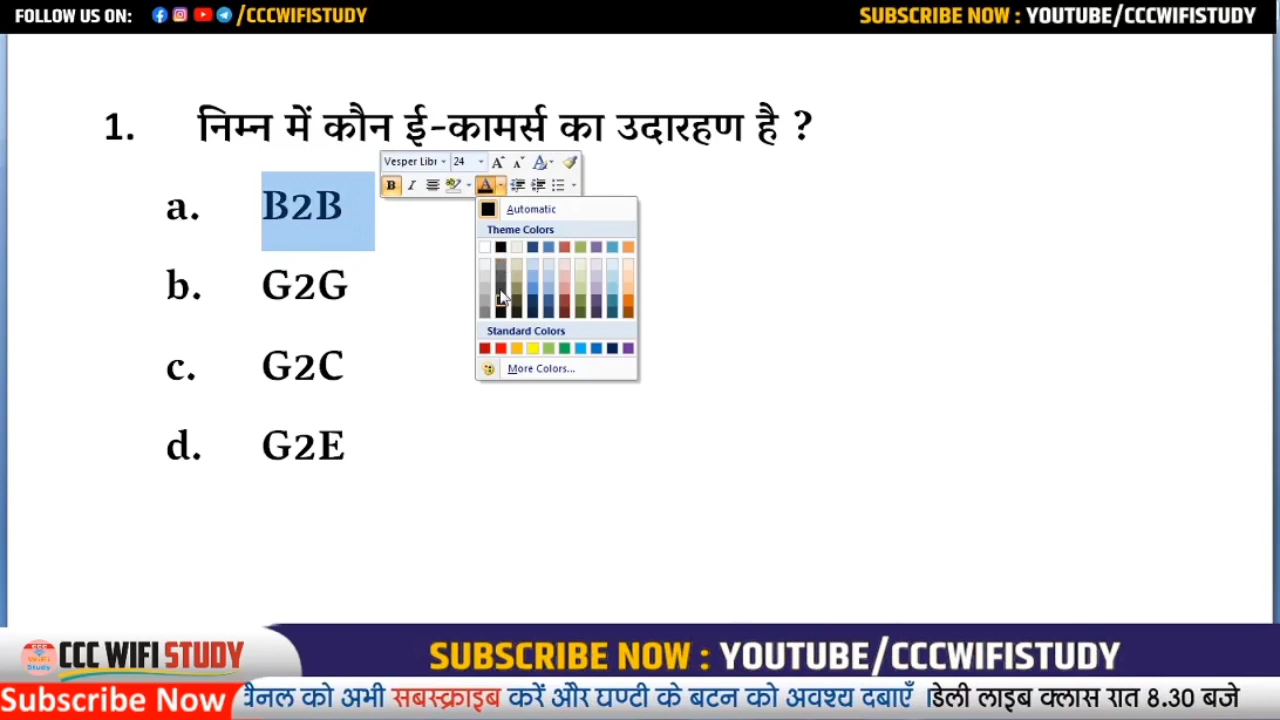 FOLLOW US ON: /CCCWIFISTUDY SUBSCRIBE NOW : YOUTUBE/CCCWIFISTUDY
1. निम्न में कौन ई-कामर्स का उदारहण है ?
Vesper Libr 24
a. B2B
Automatic
Theme Colors
b. G2G
Standard Colors
c. G2C
More Colors...
d. G2E
CCC WIFI STUDY
SUBSCRIBE NOW : YOUTUBE/CCCWIFISTUDY
Subscribe Now को अभी सबस्क्राइब करें और घण्टी के बटन को अवश्य दबाएँ । डेली लाइब क्लास रात 8.30 बजे